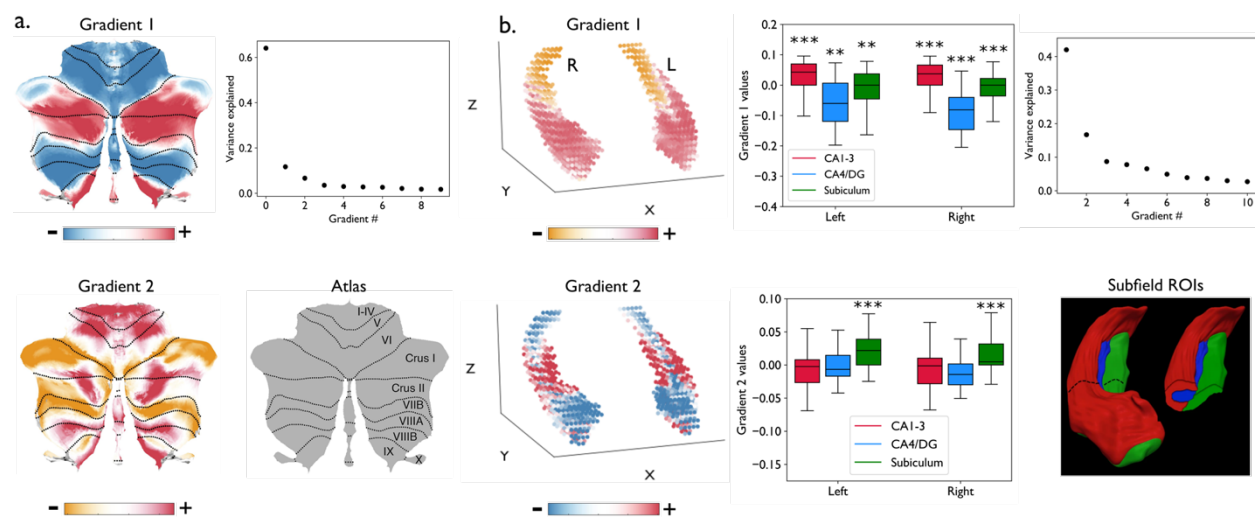 a.
Gradient 1
Variance explained
0.6
0.4
0.2
0.0
0 2 4 6 8
Gradient #
- +
Gradient 2
- +
Atlas
I-IV
V
VI
Crus I
Crus II
VIIB
VIIIA
VIIIB
IX
X
b.
Gradient 1
R L
Z
Y
X
- +
Gradient 1 values
0.2
0.1
0.0
−0.1
−0.2
−0.3
−0.4
*** ** ** *** *** ***
CA1-3
CA4/DG
Subiculum
Left Right
Variance explained
0.4
0.3
0.2
0.1
0.0
0 2 4 6 8 10
Gradient #
Gradient 2
Z
Y
X
- +
Gradient 2 values
0.10
0.05
0.00
−0.05
−0.10
−0.15
*** ***
CA1-3
CA4/DG
Subiculum
Left Right
Subfield ROIs